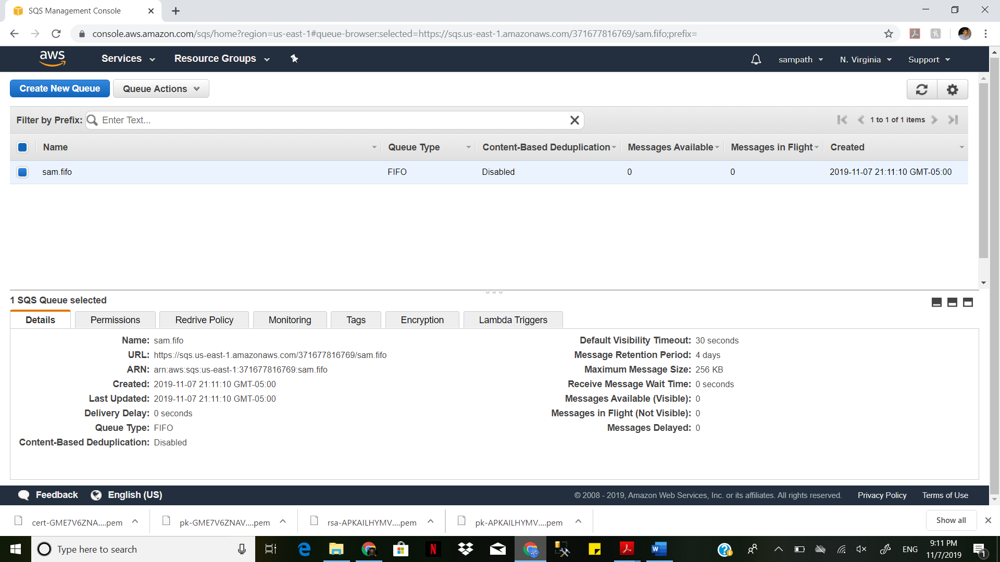 SQS Management Console
console.aws.amazon.com/sqs/home?region=us-east-1#queue-browser:selected=https://sqs.us-east-1.amazonaws.com/371677816769/sam.fifo;prefix=
aws Services Resource Groups sampath N. Virginia Support
Create New Queue Queue Actions
Filter by Prefix: Enter Text... 1 to 1 of 1 items
Name Queue Type Content-Based Deduplication Messages Available Messages in Flight Created
sam.fifo FIFO Disabled 0 0 2019-11-07 21:11:10 GMT-05:00
1 SQS Queue selected
Details Permissions Redrive Policy Monitoring Tags Encryption Lambda Triggers
Name: sam.fifo Default Visibility Timeout: 30 seconds
URL: https://sqs.us-east-1.amazonaws.com/371677816769/sam.fifo Message Retention Period: 4 days
ARN: arn:aws:sqs:us-east-1:371677816769:sam.fifo Maximum Message Size: 256 KB
Created: 2019-11-07 21:11:10 GMT-05:00 Receive Message Wait Time: 0 seconds
Last Updated: 2019-11-07 21:11:10 GMT-05:00 Messages Available (Visible): 0
Delivery Delay: 0 seconds Messages in Flight (Not Visible): 0
Queue Type: FIFO Messages Delayed: 0
Content-Based Deduplication: Disabled
Feedback English (US) © 2008 - 2019, Amazon Web Services, Inc. or its affiliates. All rights reserved. Privacy Policy Terms of Use
cert-GME7V6ZNA....pem pk-GME7V6ZNAV....pem rsa-APKAILHYMV....pem pk-APKAILHYMV....pem Show all
Type here to search ENG 9:11 PM
11/7/2019 1